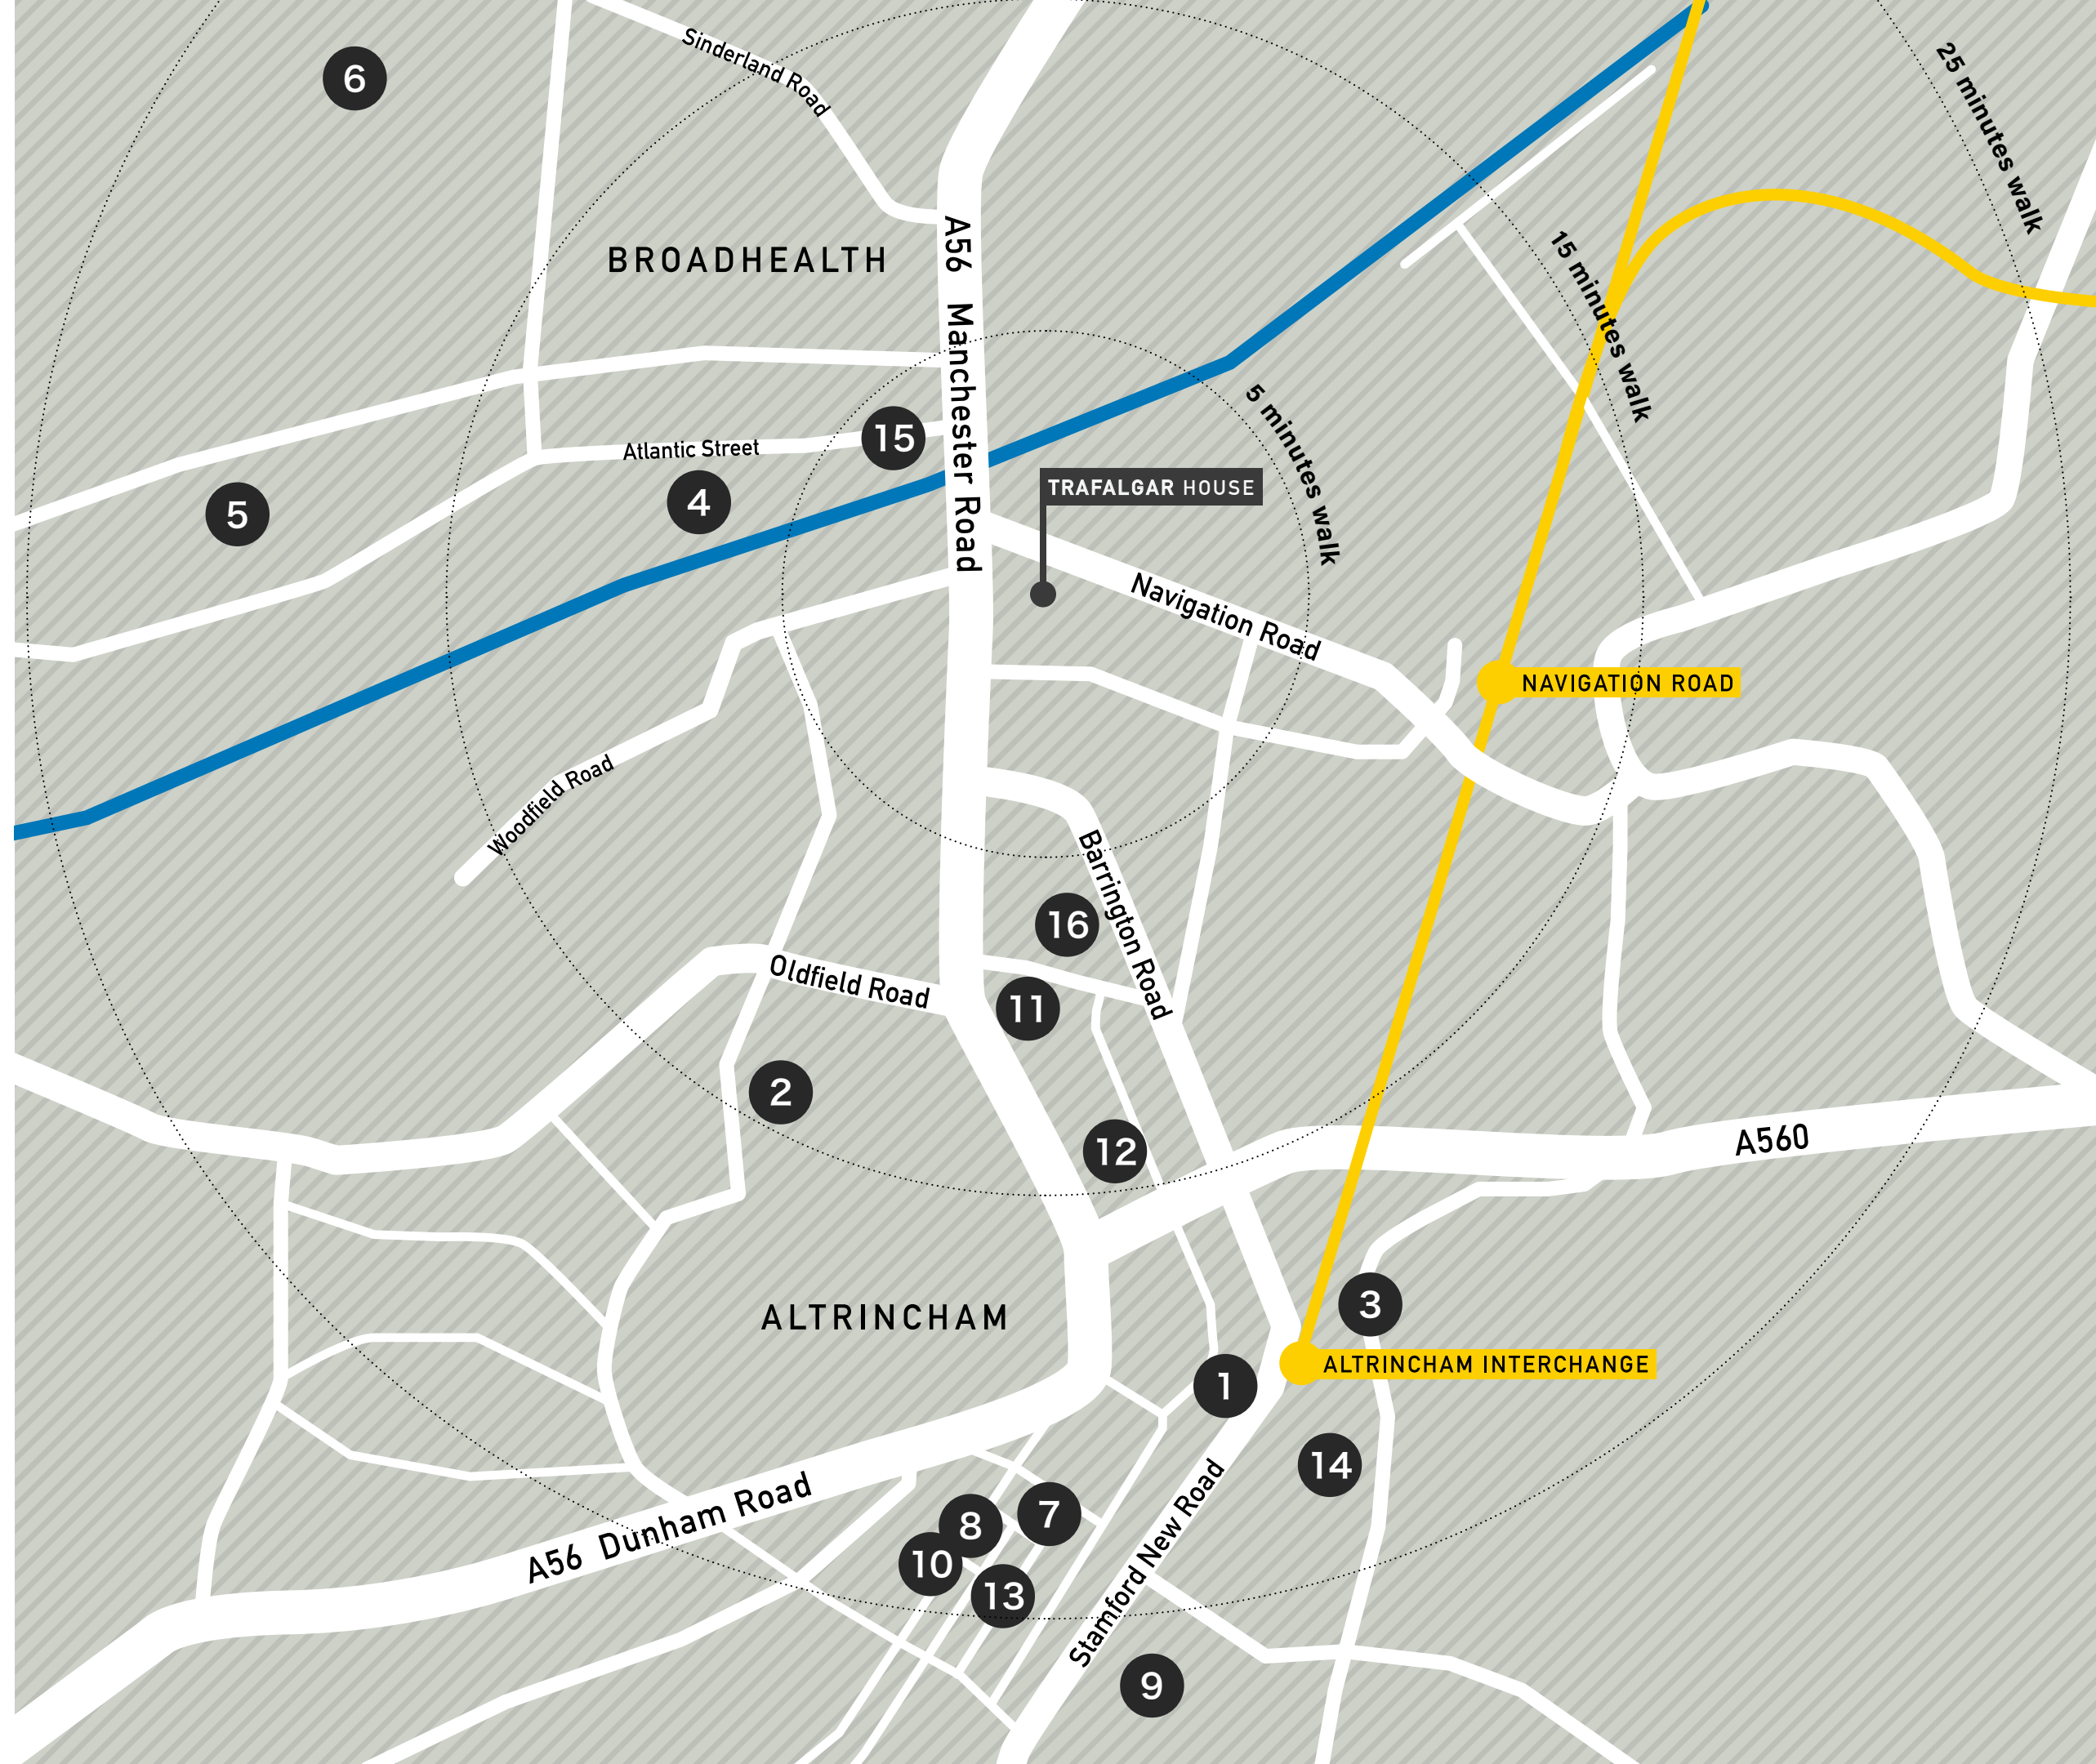 6
Sinderland Road
25 minutes walk
BROADHEALTH
A56 Manchester Road
15 minutes walk
5 minutes walk
15
Atlantic Street
4
5
TRAFALGAR HOUSE
Navigation Road
NAVIGATION ROAD
Woodfield Road
Barrington Road
16
Oldfield Road
11
2
12
A560
3
ALTRINCHAM
ALTRINCHAM INTERCHANGE
1
14
A56 Dunham Road
Stamford New Road
7
8
10
13
9